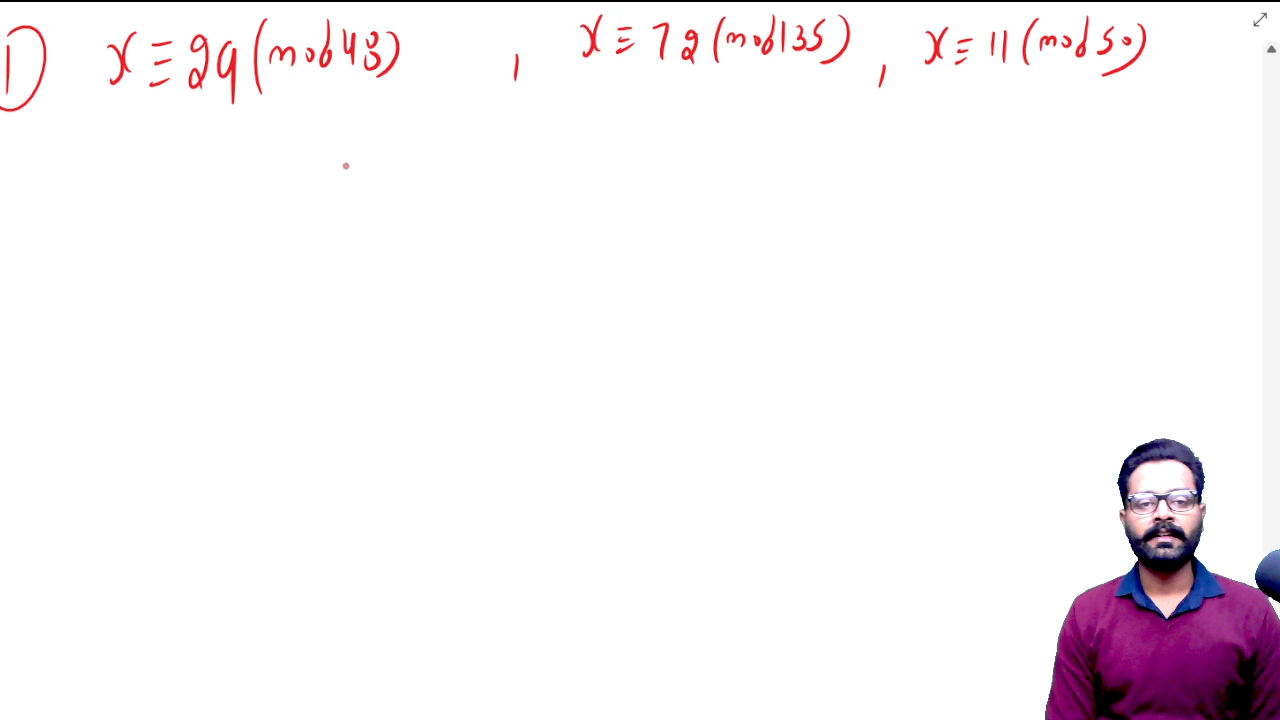 ① x ≡ 29 (mod 48) , x ≡ 72 (mod 135) , x ≡ 11 (mod 50)